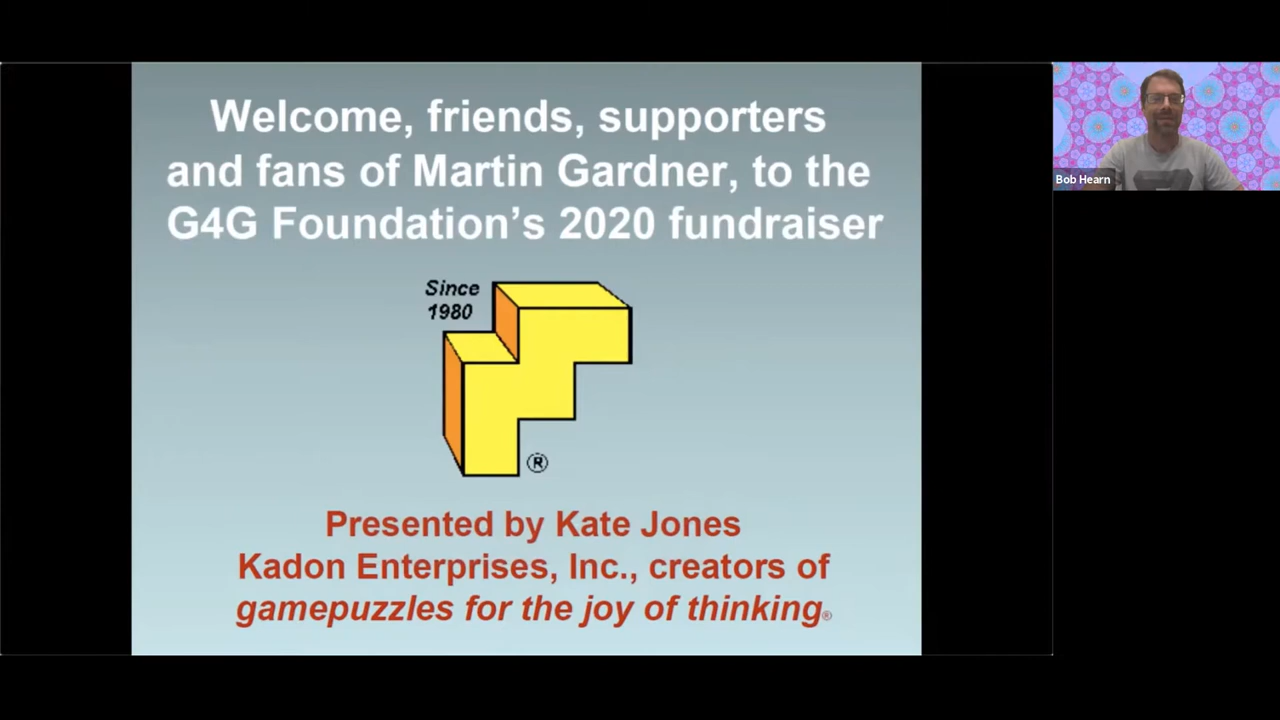 Welcome, friends, supporters
and fans of Martin Gardner, to the
G4G Foundation's 2020 fundraiser
Since
1980
®
Presented by Kate Jones
Kadon Enterprises, Inc., creators of
gamepuzzles for the joy of thinking®
Bob Hearn